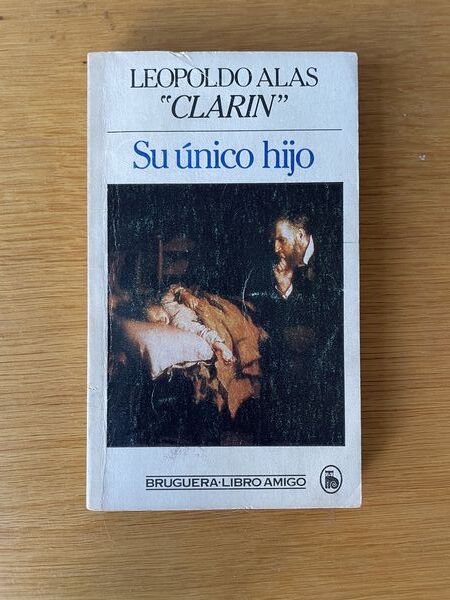 LEOPOLDO ALAS
“CLARIN”
Su único hijo
BRUGUERA·LIBRO AMIGO